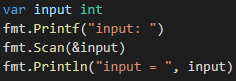 var input int
fmt.Printf("input: ")
fmt.Scan(&input)
fmt.Println("input = ", input)